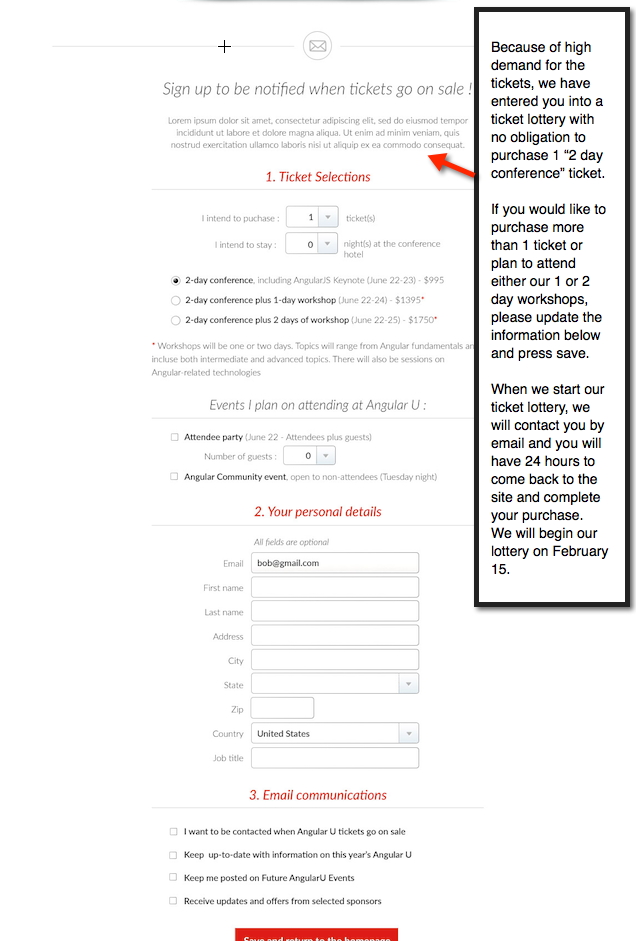 Sign up to be notified when tickets go on sale !
Lorem ipsum dolor sit amet, consectetur adipiscing elit, sed do eiusmod tempor
incididunt ut labore et dolore magna aliqua. Ut enim ad minim veniam, quis
nostrud exercitation ullamco laboris nisi ut aliquip ex ea commodo consequat.
1. Ticket Selections
I intend to puchase : 1 ticket(s)
I intend to stay : 0 night(s) at the conference
hotel
2-day conference, including AngularJS Keynote (June 22-23) - $995
2-day conference plus 1-day workshop (June 22-24) - $1395*
2-day conference plus 2 days of workshop (June 22-25) - $1750*
* Workshops will be one or two days. Topics will range from Angular fundamentals an
incluse both intermediate and advanced topics. There will also be sessions on
Angular-related technologies
Events I plan on attending at Angular U :
Attendee party (June 22 - Attendees plus guests)
Number of guests : 0
Angular Community event, open to non-attendees (Tuesday night)
2. Your personal details
All fields are optional
Email bob@gmail.com
First name
Last name
Address
City
State
Zip
Country United States
Job title
3. Email communications
I want to be contacted when Angular U tickets go on sale
Keep up-to-date with information on this year's Angular U
Keep me posted on Future AngularU Events
Receive updates and offers from selected sponsors
Save and return to the homepage
Because of high
demand for the
tickets, we have
entered you into a
ticket lottery with
no obligation to
purchase 1 “2 day
conference” ticket.
If you would like to
purchase more
than 1 ticket or
plan to attend
either our 1 or 2
day workshops,
please update the
information below
and press save.
When we start our
ticket lottery, we
will contact you by
email and you will
have 24 hours to
come back to the
site and complete
your purchase.
We will begin our
lottery on February
15.